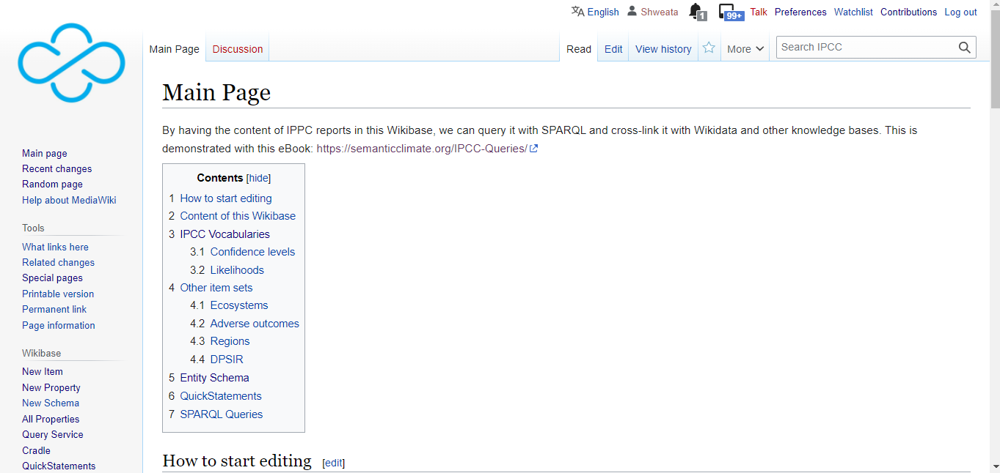 English Shweata 1 99+ Talk Preferences Watchlist Contributions Log out
Main Page Discussion Read Edit View history More Search IPCC
Main Page
By having the content of IPPC reports in this Wikibase, we can query it with SPARQL and cross-link it with Wikidata and other knowledge bases. This is
demonstrated with this eBook: https://semanticclimate.org/IPCC-Queries/
Contents [hide]
1 How to start editing
2 Content of this Wikibase
3 IPCC Vocabularies
3.1 Confidence levels
3.2 Likelihoods
4 Other item sets
4.1 Ecosystems
4.2 Adverse outcomes
4.3 Regions
4.4 DPSIR
5 Entity Schema
6 QuickStatements
7 SPARQL Queries
How to start editing [edit]
Main page
Recent changes
Random page
Help about MediaWiki
Tools
What links here
Related changes
Special pages
Printable version
Permanent link
Page information
Wikibase
New Item
New Property
New Schema
All Properties
Query Service
Cradle
QuickStatements